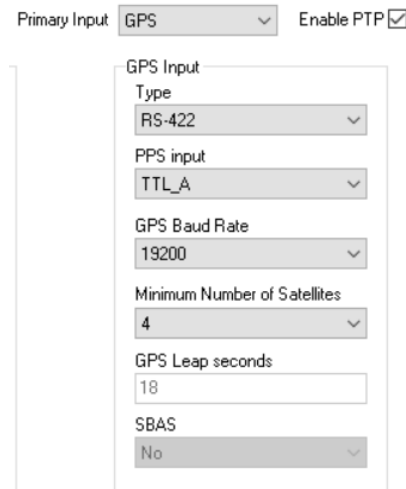 Primary Input GPS Enable PTP
GPS Input
Type
RS-422
PPS input
TTL_A
GPS Baud Rate
19200
Minimum Number of Satellites
4
GPS Leap seconds
18
SBAS
No